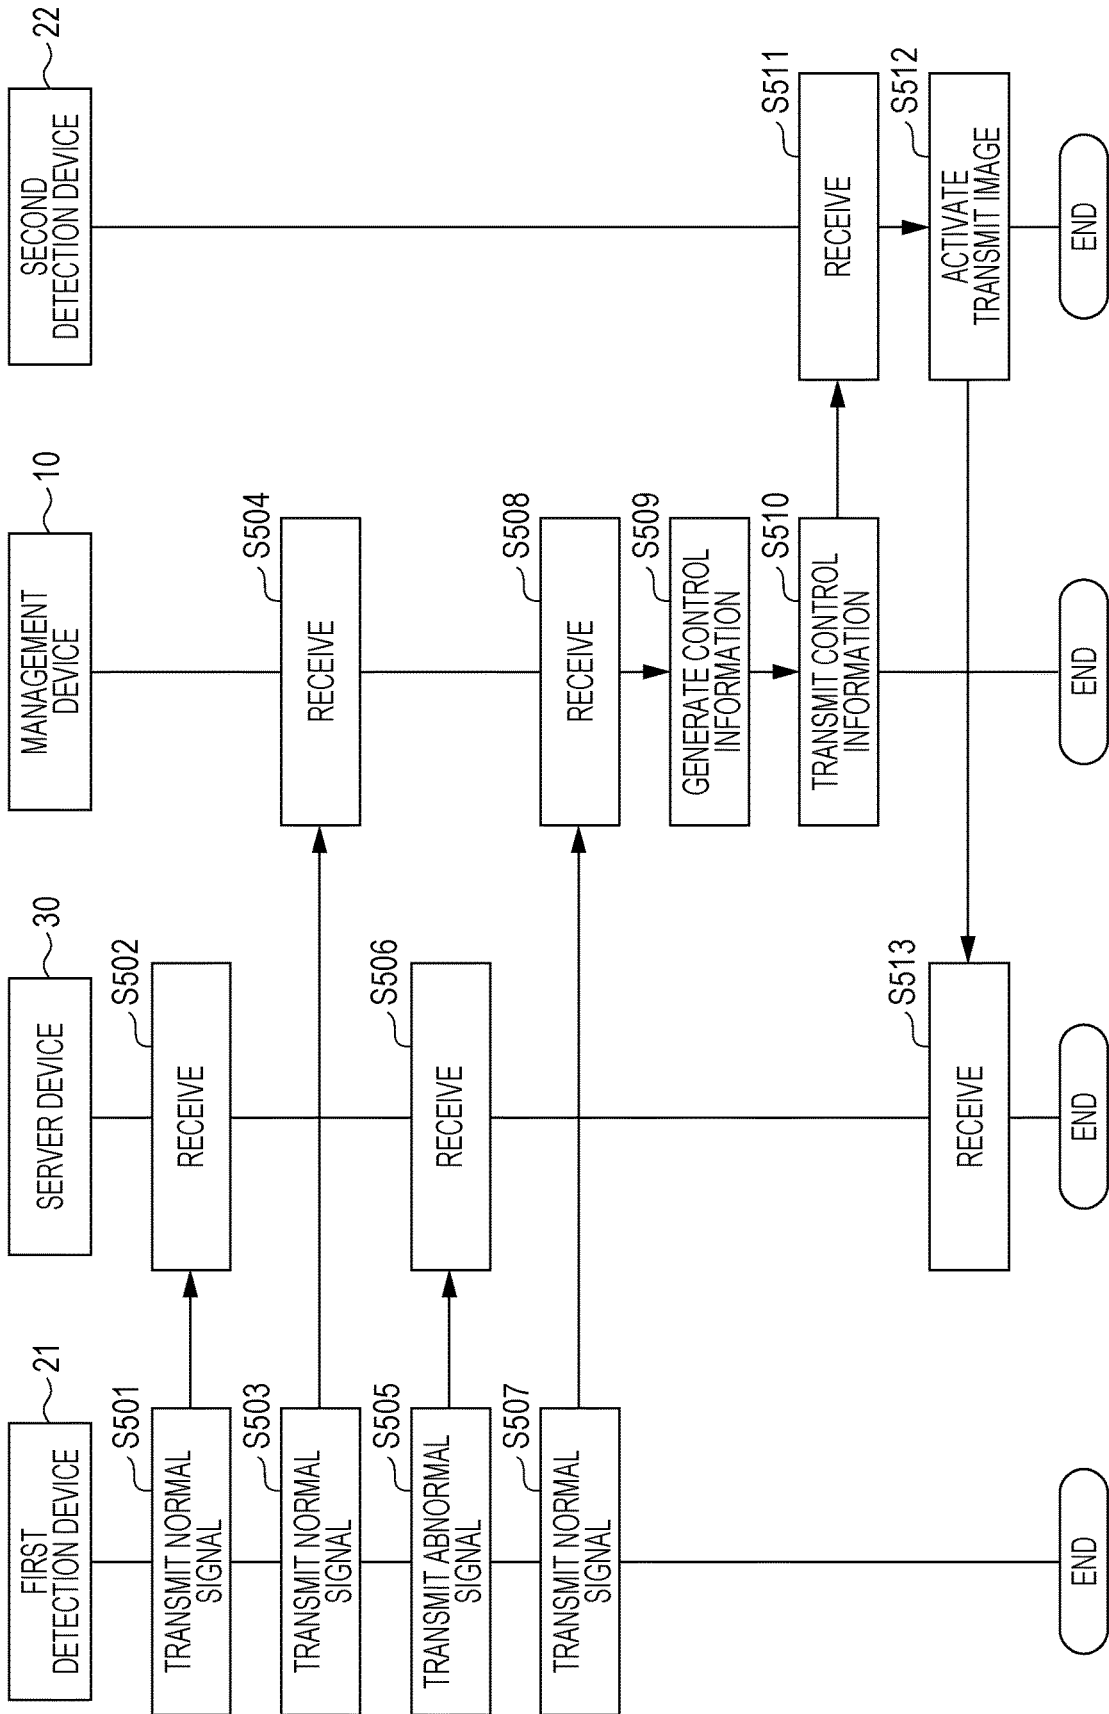 FIRST
DETECTION DEVICE
21
SERVER DEVICE
30
MANAGEMENT
DEVICE
10
SECOND
DETECTION DEVICE
22
S501
TRANSMIT NORMAL
SIGNAL
S502
RECEIVE
S503
TRANSMIT NORMAL
SIGNAL
S504
RECEIVE
S505
TRANSMIT ABNORMAL
SIGNAL
S506
RECEIVE
S507
TRANSMIT NORMAL
SIGNAL
S508
RECEIVE
S509
GENERATE CONTROL
INFORMATION
S510
TRANSMIT CONTROL
INFORMATION
S511
RECEIVE
S512
ACTIVATE
TRANSMIT IMAGE
S513
RECEIVE
END
END
END
END